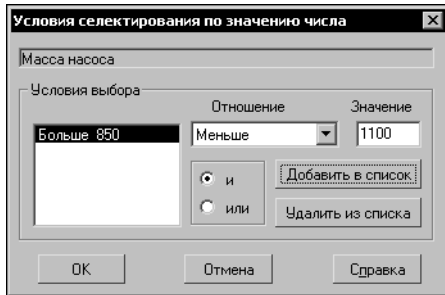 Условия селектирования по значению числа
Масса насоса
Условия выбора
Отношение Значение
Больше 850 Меньше 1100
и Добавить в список
или Удалить из списка
OK Отмена Справка